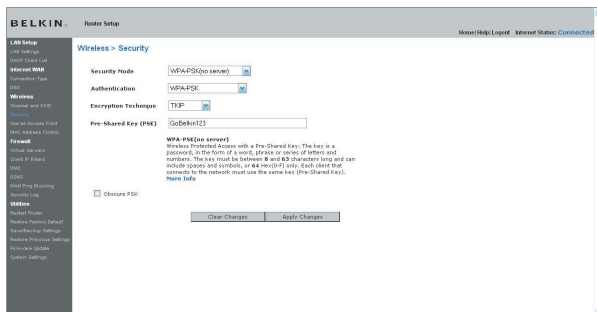 BELKIN. Router Setup
Home|Help|Logout Internet Status: Connected
LAN Setup
LAN Settings
DHCP Client List
Internet WAN
Connection Type
DNS
Wireless
Channel and SSID
Security
Use as Access Point
MAC Address Control
Firewall
Virtual Servers
Client IP Filters
DMZ
DDNS
WAN Ping Blocking
Security Log
Utilities
Restart Router
Restore Factory Default
Save/Backup Settings
Restore Previous Settings
Firmware Update
System Settings
Wireless > Security
Security Mode WPA-PSK(no server)
Authentication WPA-PSK
Encryption Technique TKIP
Pre-Shared Key (PSK) GoBelkin123
WPA-PSK(no server)
Wireless Protected Access with a Pre-Shared Key: The key is a
password, in the form of a word, phrase or series of letters and
numbers. The key must be between 8 and 63 characters long and can
include spaces and symbols, or 64 Hex(0-F) only. Each client that
connects to the network must use the same key (Pre-Shared Key).
More Info
Obscure PSK
Clear Changes Apply Changes